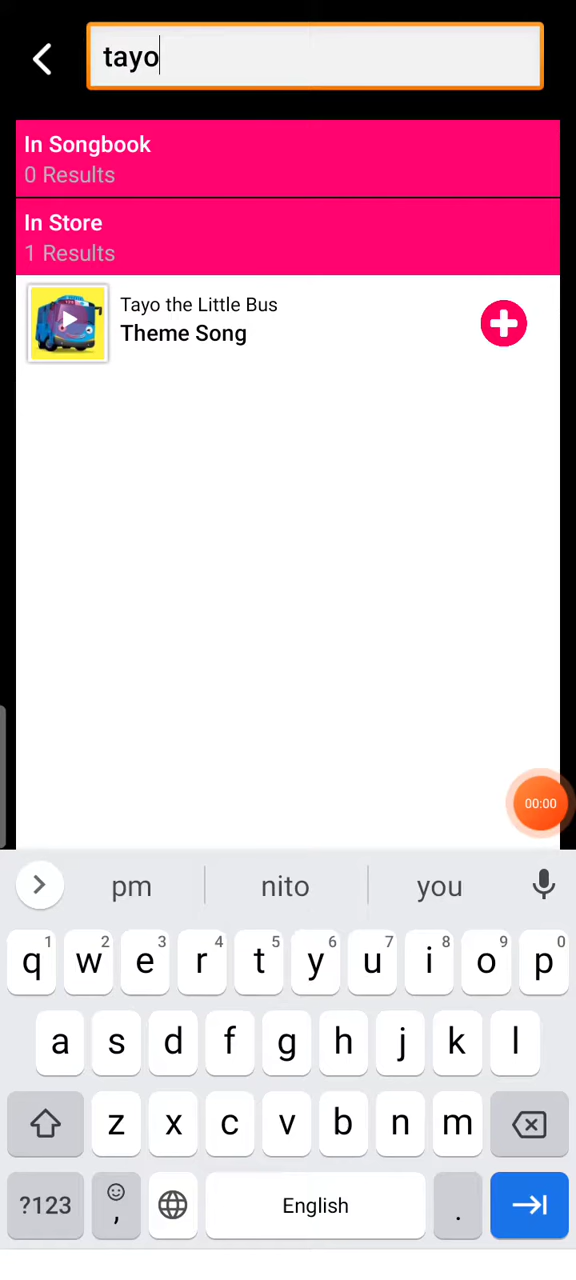 tayo
In Songbook
0 Results
In Store
1 Results
Tayo the Little Bus
Theme Song
00:00
pm nito you
1 2 3 4 5 6 7 8 9 0
q w e r t y u i o p
a s d f g h j k l
z x c v b n m
?123 , English .